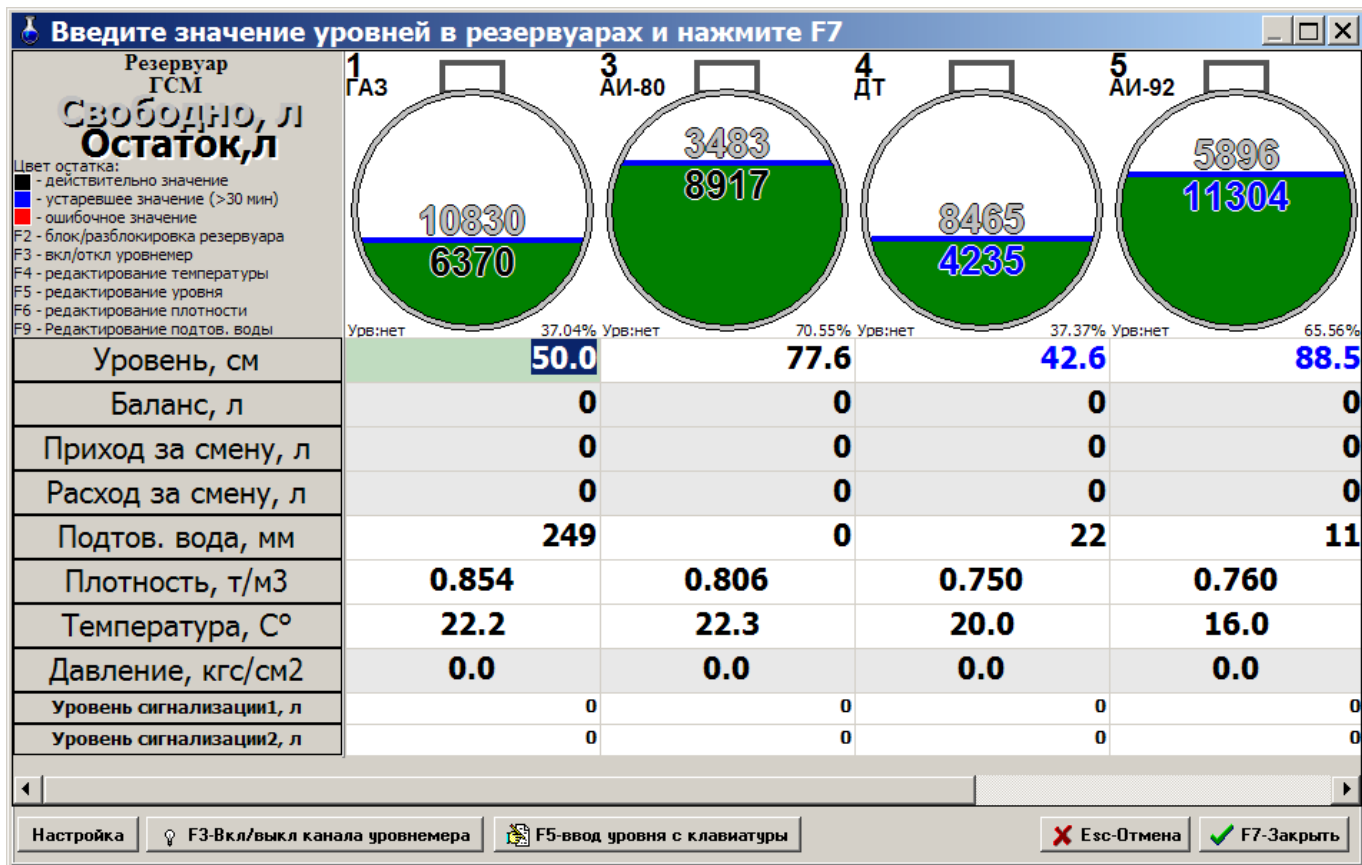 Введите значение уровней в резервуарах и нажмите F7
Резервуар
ГСМ
Свободно, л
Остаток,л
Цвет остатка:
- действительно значение
- устаревшее значение (>30 мин)
- ошибочное значение
F2 - блок/разблокировка резервуара
F3 - вкл/откл уровнемер
F4 - редактирование температуры
F5 - редактирование уровня
F6 - редактирование плотности
F9 - Редактирование подтов. воды
1
ГАЗ
10830
6370
Урв:нет 37.04%
3
АИ-80
3483
8917
Урв:нет 70.55%
4
ДТ
8465
4235
Урв:нет 37.37%
5
АИ-92
5896
11304
Урв:нет 65.56%
Уровень, см 50.0 77.6 42.6 88.5
Баланс, л 0 0 0 0
Приход за смену, л 0 0 0 0
Расход за смену, л 0 0 0 0
Подтов. вода, мм 249 0 22 11
Плотность, т/м3 0.854 0.806 0.750 0.760
Температура, С° 22.2 22.3 20.0 16.0
Давление, кгс/см2 0.0 0.0 0.0 0.0
Уровень сигнализации1, л 0 0 0 0
Уровень сигнализации2, л 0 0 0 0
Настройка F3-Вкл/выкл канала уровнемера F5-ввод уровня с клавиатуры Esc-Отмена F7-Закрыть